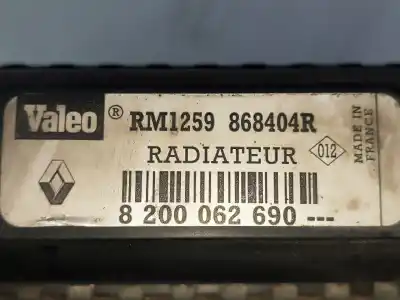 Valeo ® RM1259 868404R
RADIATEUR
012
MADE IN
FRANCE
8 200 062 690 ---